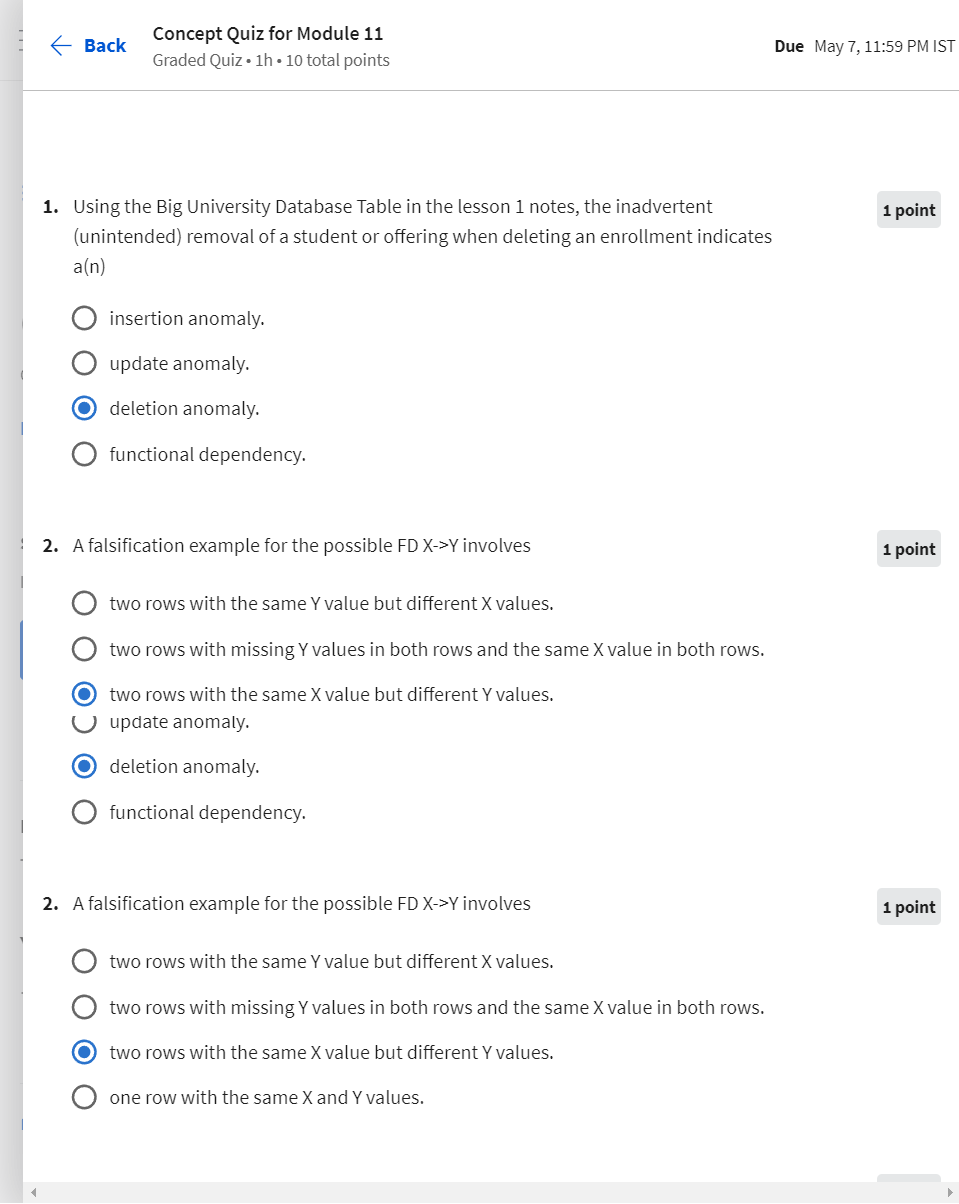 Back
Concept Quiz for Module 11
Graded Quiz • 1h • 10 total points
Due May 7, 11:59 PM IST
1. Using the Big University Database Table in the lesson 1 notes, the inadvertent
(unintended) removal of a student or offering when deleting an enrollment indicates
a(n)
1 point
insertion anomaly.
update anomaly.
deletion anomaly.
functional dependency.
2. A falsification example for the possible FD X->Y involves
1 point
two rows with the same Y value but different X values.
two rows with missing Y values in both rows and the same X value in both rows.
two rows with the same X value but different Y values.
update anomaly.
deletion anomaly.
functional dependency.
2. A falsification example for the possible FD X->Y involves
1 point
two rows with the same Y value but different X values.
two rows with missing Y values in both rows and the same X value in both rows.
two rows with the same X value but different Y values.
one row with the same X and Y values.